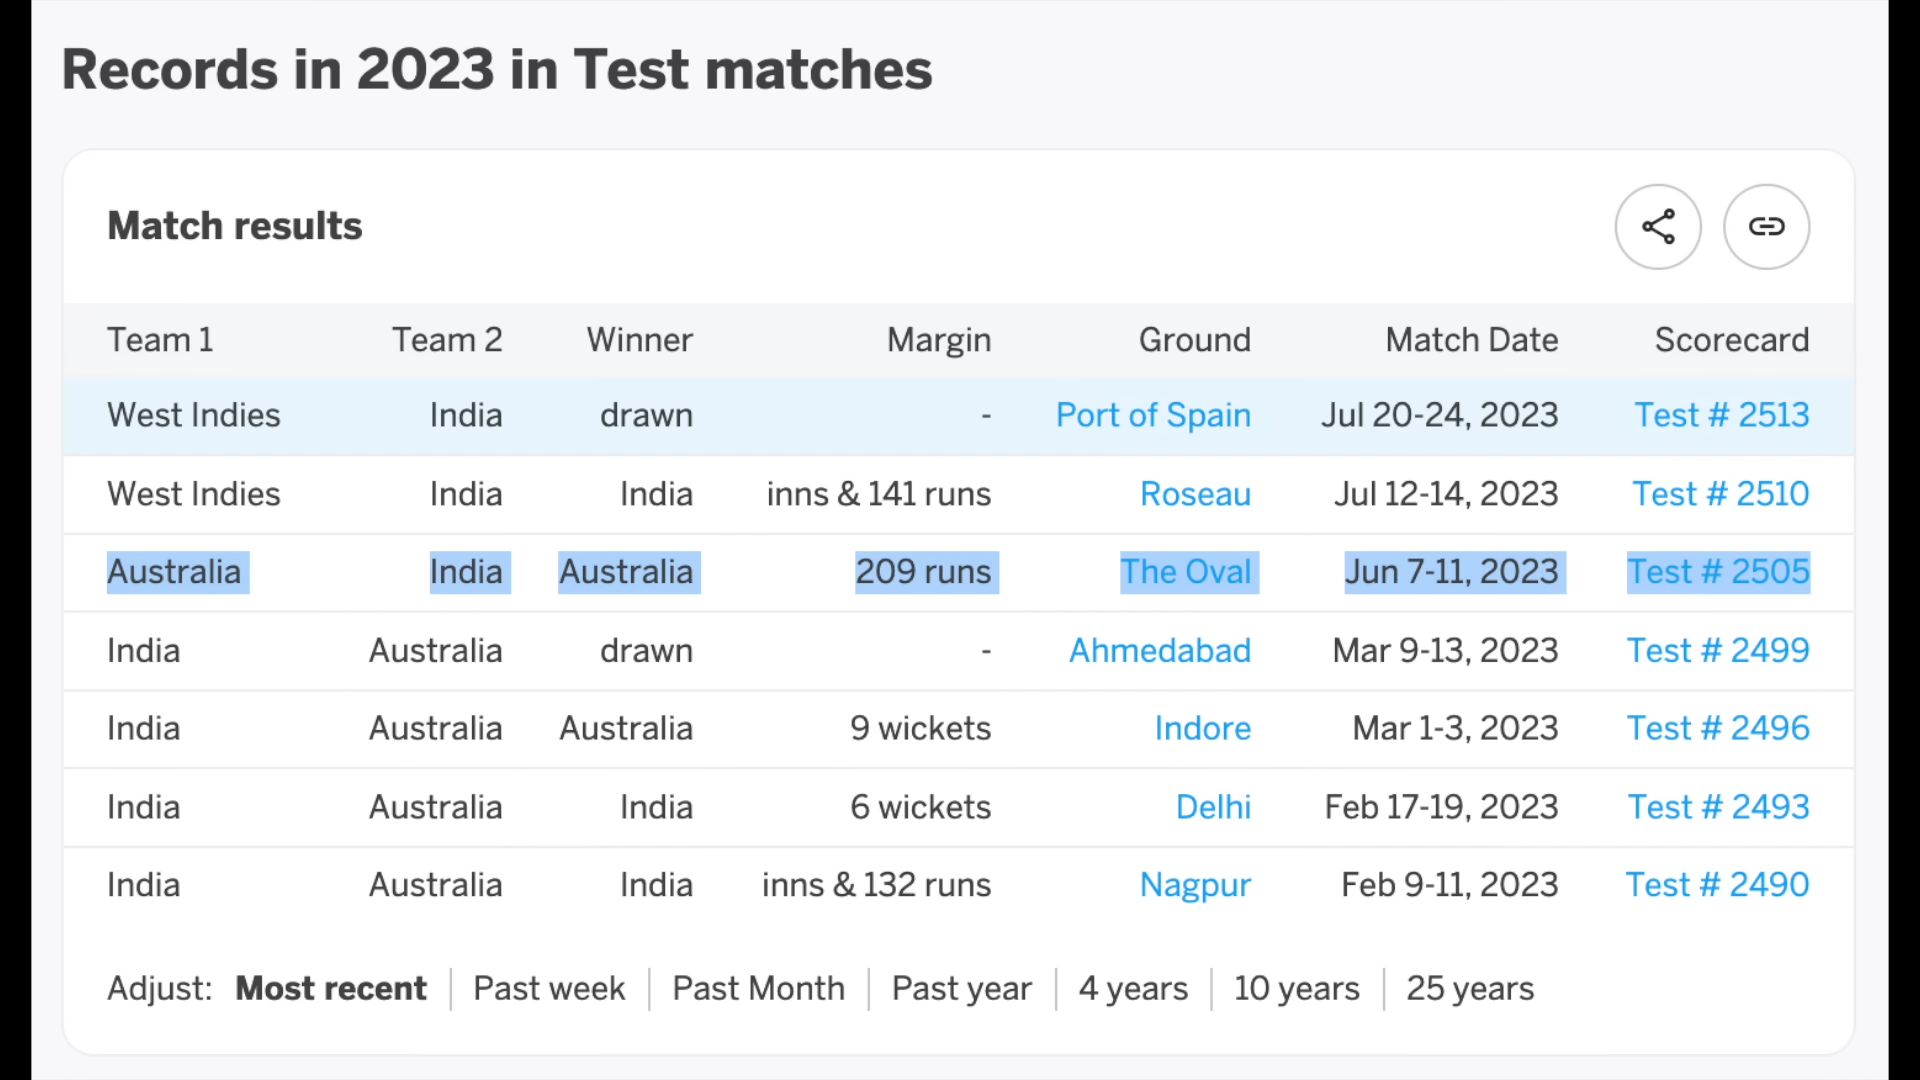 Records in 2023 in Test matches
Match results
Team 1 Team 2 Winner Margin Ground Match Date Scorecard
West Indies India drawn - Port of Spain Jul 20-24, 2023 Test # 2513
West Indies India India inns & 141 runs Roseau Jul 12-14, 2023 Test # 2510
Australia India Australia 209 runs The Oval Jun 7-11, 2023 Test # 2505
India Australia drawn - Ahmedabad Mar 9-13, 2023 Test # 2499
India Australia Australia 9 wickets Indore Mar 1-3, 2023 Test # 2496
India Australia India 6 wickets Delhi Feb 17-19, 2023 Test # 2493
India Australia India inns & 132 runs Nagpur Feb 9-11, 2023 Test # 2490
Adjust: Most recent Past week Past Month Past year 4 years 10 years 25 years